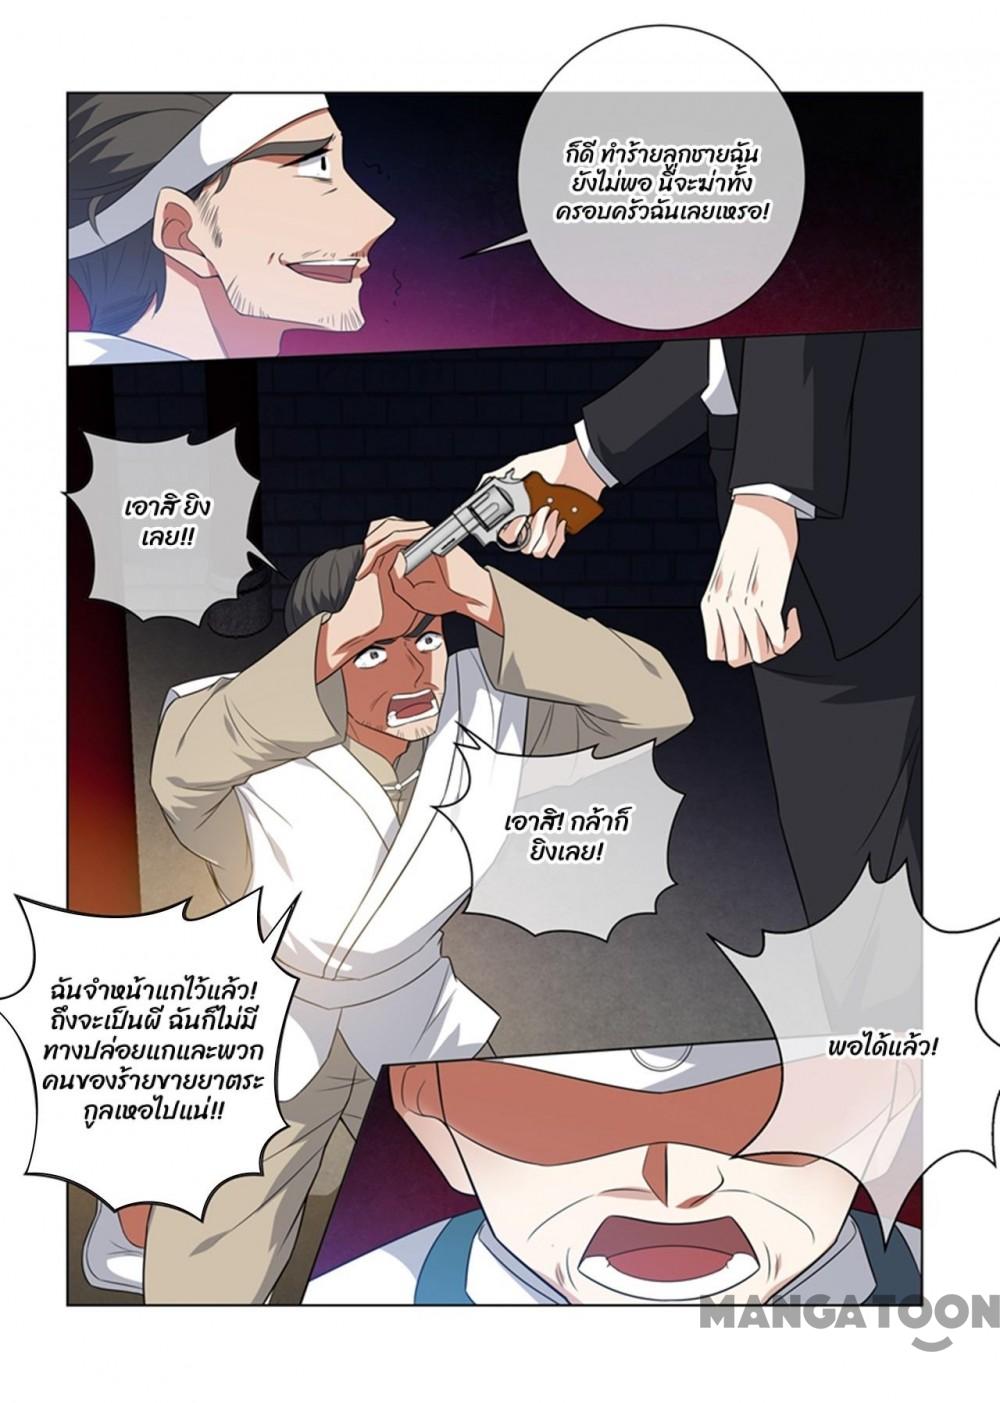 ก็ดี ทำร้ายลูกชายฉัน
ยังไม่พอ นี่จะฆ่าทั้ง
ครอบครัวฉันเลยเหรอ!
เอาสิ ยิง
เลย!!
เอาสิ! กล้าก็
ยิงเลย!
ฉันจำหน้าแกไว้แล้ว!
ถึงจะเป็นผี ฉันก็ไม่มี
ทางปล่อยแกและพวก
คนของร้ายขายยาตระ
กูลเหอไปแน่!!
พอได้แล้ว!
MANGATOON